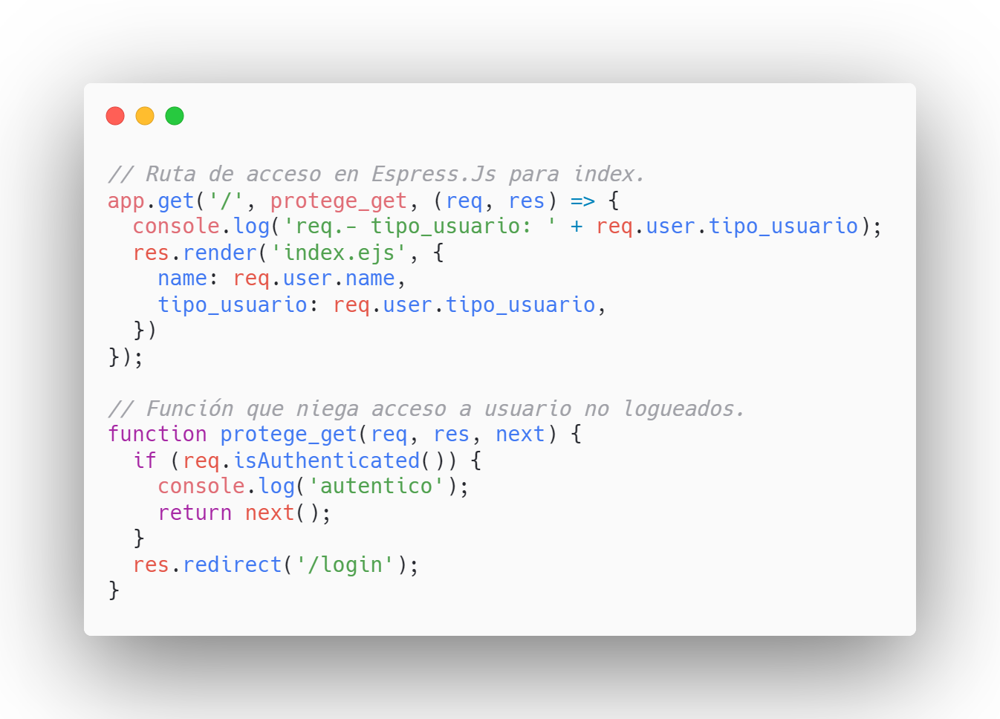 // Ruta de acceso en Espress.Js para index.
app.get('/', protege_get, (req, res) => {
  console.log('req.- tipo_usuario: ' + req.user.tipo_usuario);
  res.render('index.ejs', {
    name: req.user.name,
    tipo_usuario: req.user.tipo_usuario,
  })
});

// Función que niega acceso a usuario no logueados.
function protege_get(req, res, next) {
  if (req.isAuthenticated()) {
    console.log('autentico');
    return next();
  }
  res.redirect('/login');
}